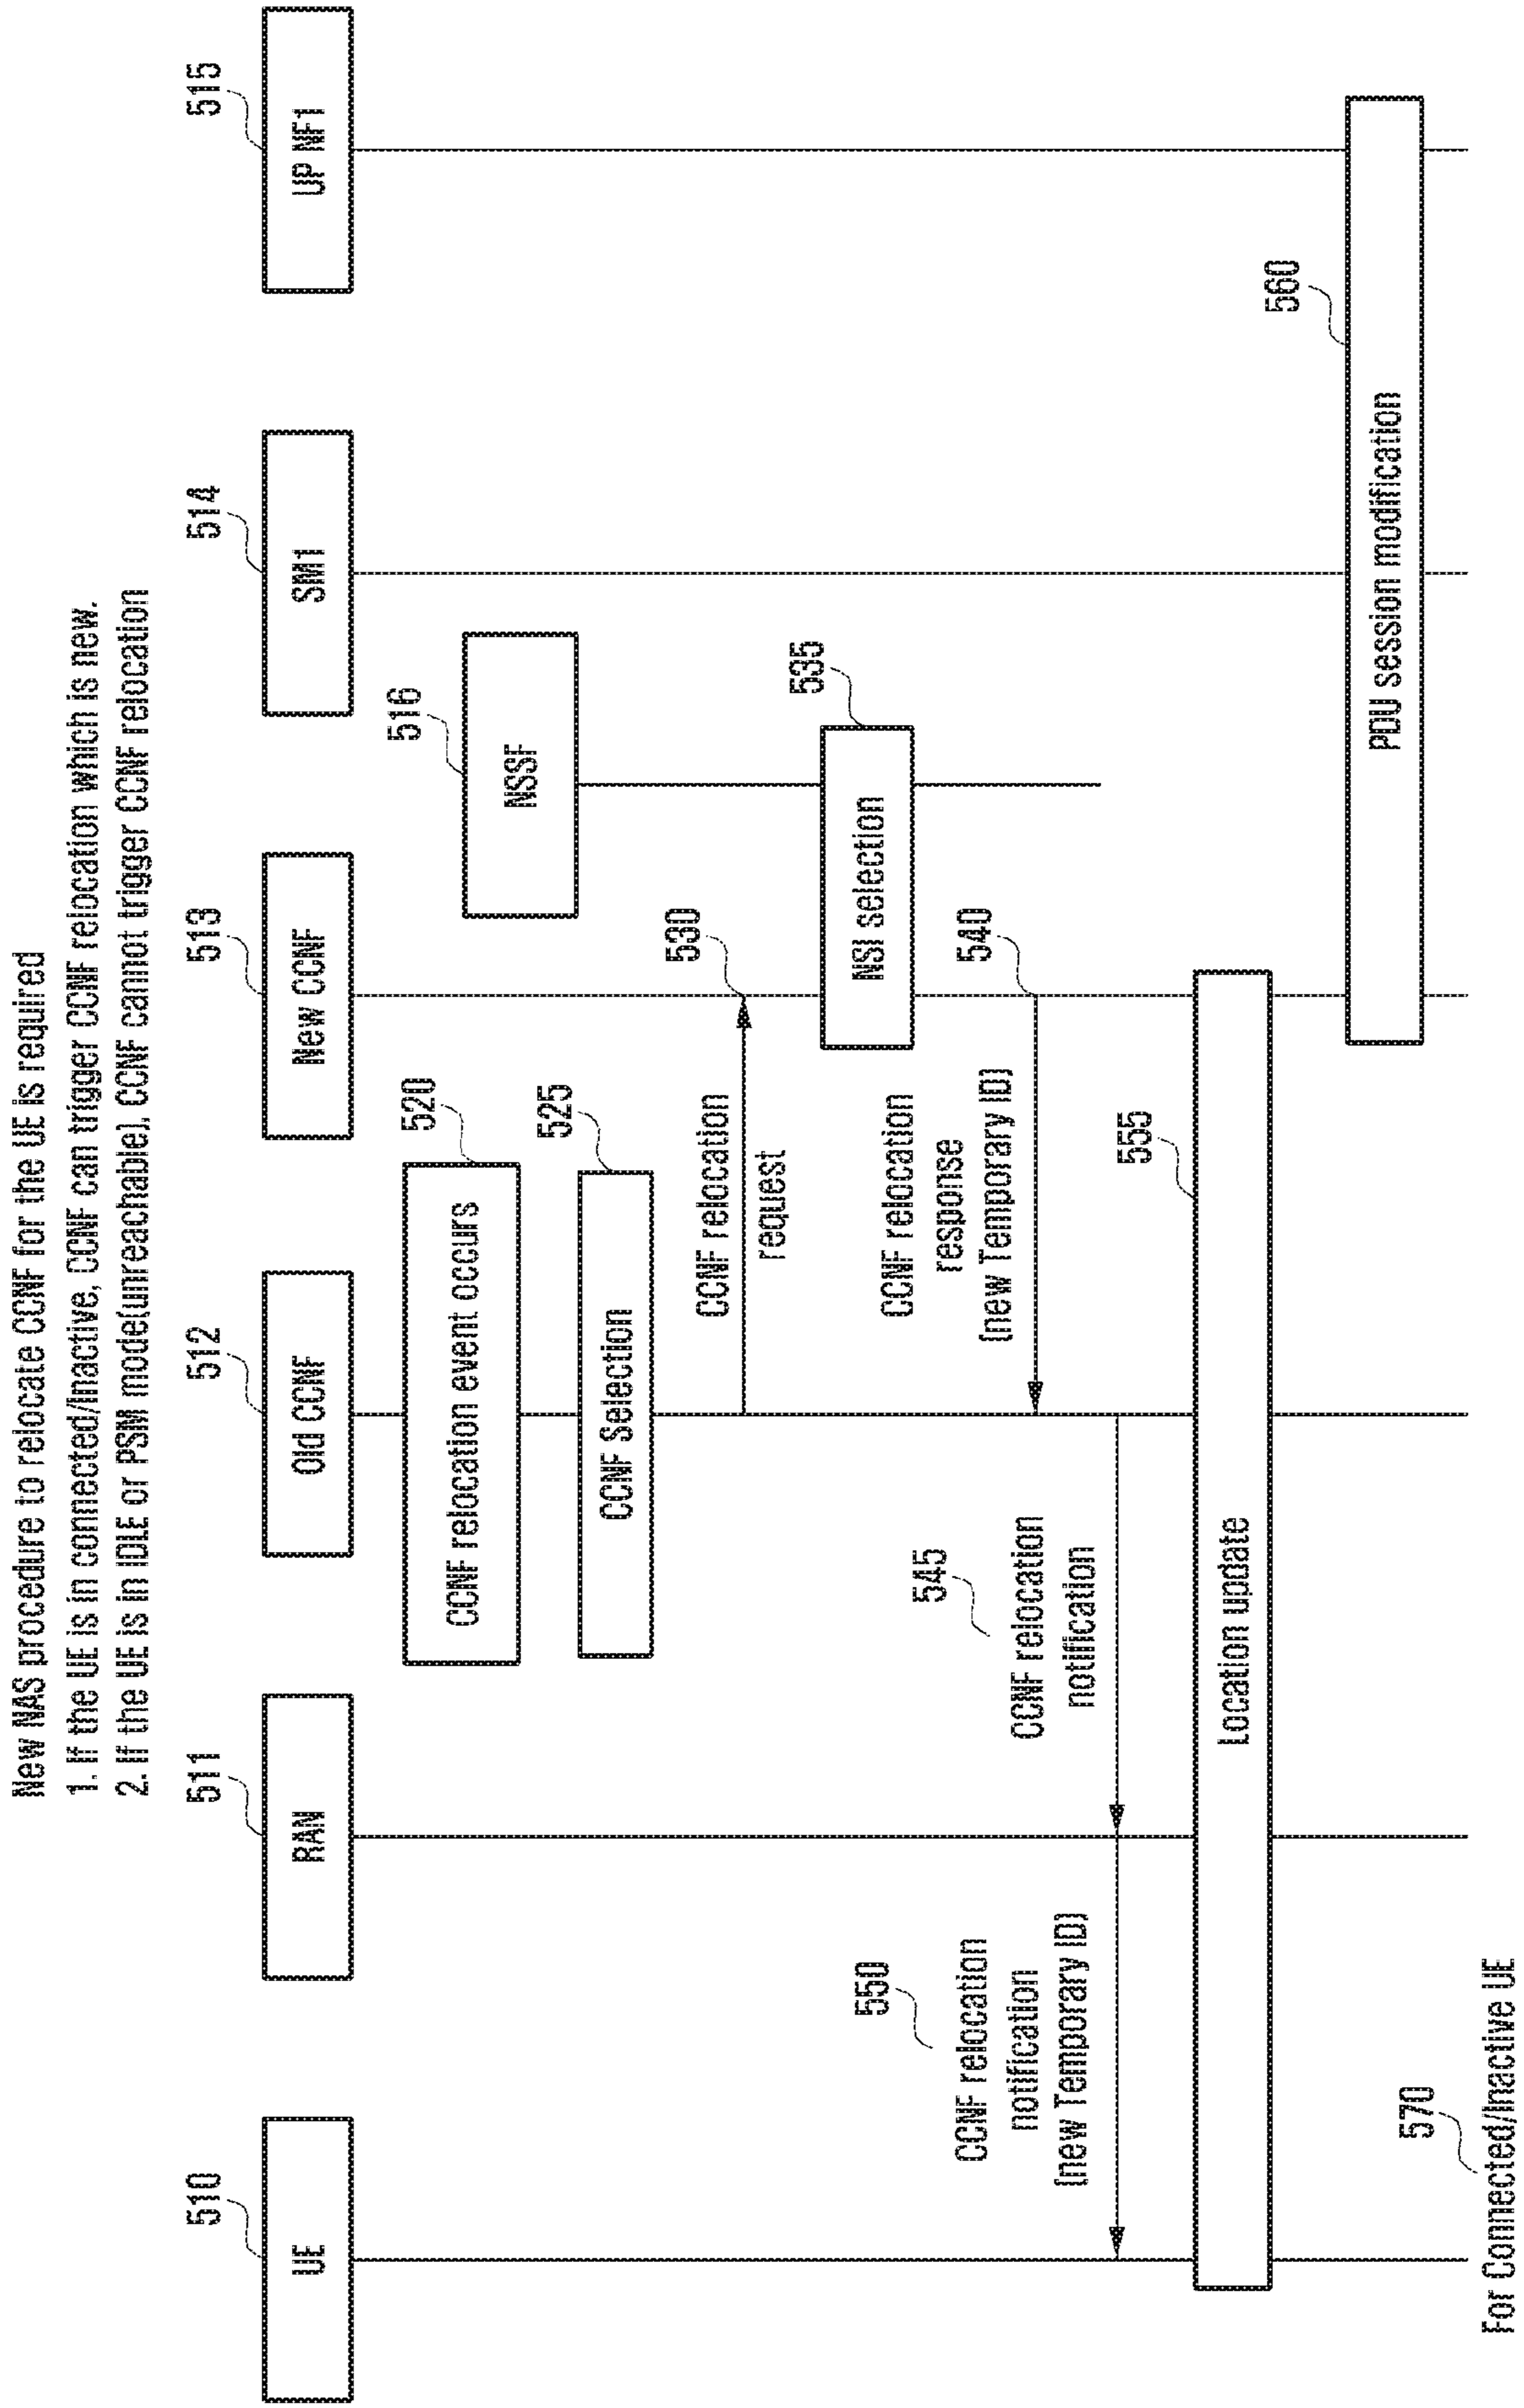 New NAS procedure to relocate CCNF for the UE is required
1. If the UE is in connected/Inactive, CCNF can trigger CCNF relocation which is new.
2. If the UE is in IDLE or PSM mode(unreachable), CCNF cannot trigger CCNF relocation
510
511
512
513
514
515
UE
RAN
Old CCNF
New CCNF
SM1
UP NF1
520
516
CCNF relocation event occurs
NSSF
525
CCNF Selection
530
CCNF relocation
request
535
NSI selection
540
CCNF relocation
response
(new Temporary ID)
545
CCNF relocation
notification
550
CCNF relocation
notification
(new Temporary ID)
555
Location update
560
PDU session modification
570
For Connected/Inactive UE